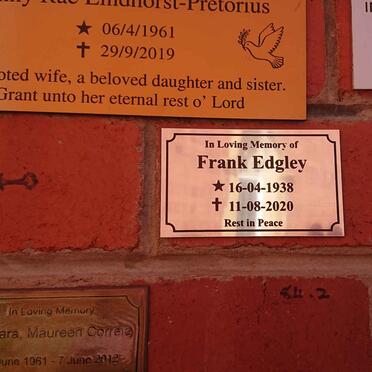 Lindhorst-Pretorius
★ 06/4/1961
✝ 29/9/2019
oted wife, a beloved daughter and sister.
Grant unto her eternal rest o' Lord
In Loving Memory of
Frank Edgley
★ 16-04-1938
✝ 11-08-2020
Rest in Peace
In Loving Memory
ara, Maureen Correia
June 1961 - 7 June 2012